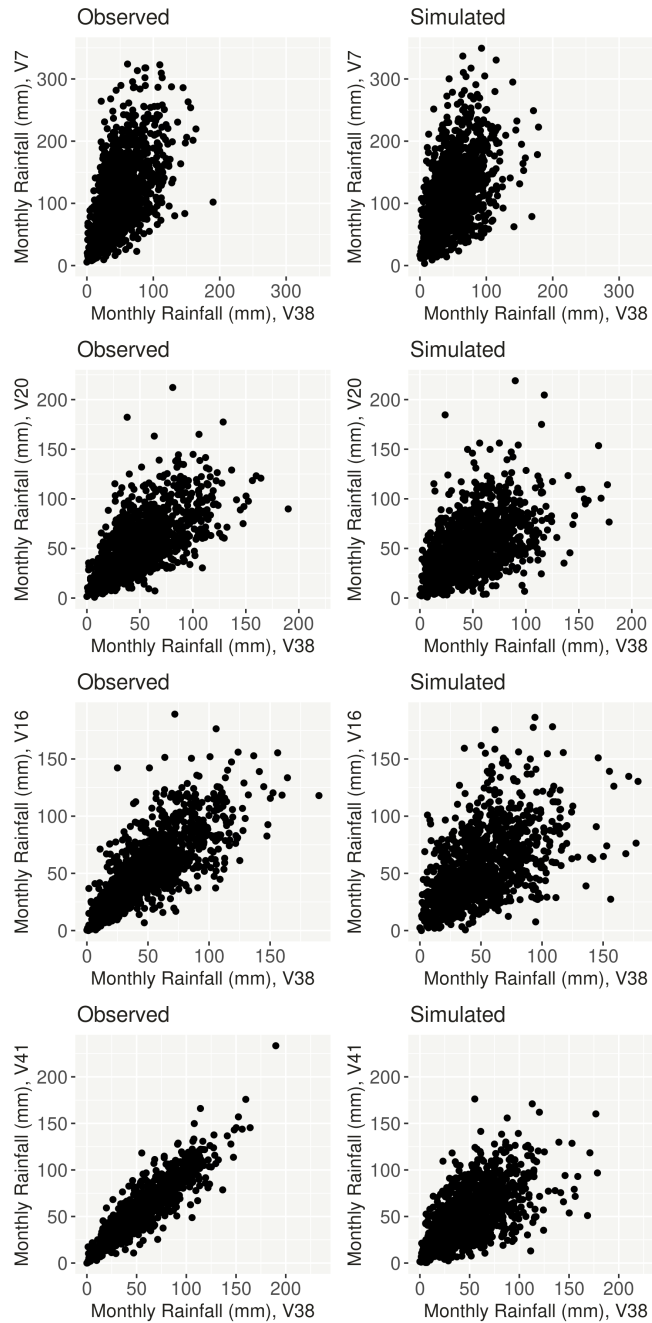 Observed
Simulated
Monthly Rainfall (mm), V7
300
200
100
0
0 100 200 300
Monthly Rainfall (mm), V38
Monthly Rainfall (mm), V7
300
200
100
0
0 100 200 300
Monthly Rainfall (mm), V38
Observed
Simulated
Monthly Rainfall (mm), V20
200
150
100
50
0
0 50 100 150 200
Monthly Rainfall (mm), V38
Monthly Rainfall (mm), V20
200
150
100
50
0
0 50 100 150 200
Monthly Rainfall (mm), V38
Observed
Simulated
Monthly Rainfall (mm), V16
150
100
50
0
0 50 100 150
Monthly Rainfall (mm), V38
Monthly Rainfall (mm), V16
150
100
50
0
0 50 100 150
Monthly Rainfall (mm), V38
Observed
Simulated
Monthly Rainfall (mm), V41
200
150
100
50
0
0 50 100 150 200
Monthly Rainfall (mm), V38
Monthly Rainfall (mm), V41
200
150
100
50
0
0 50 100 150 200
Monthly Rainfall (mm), V38